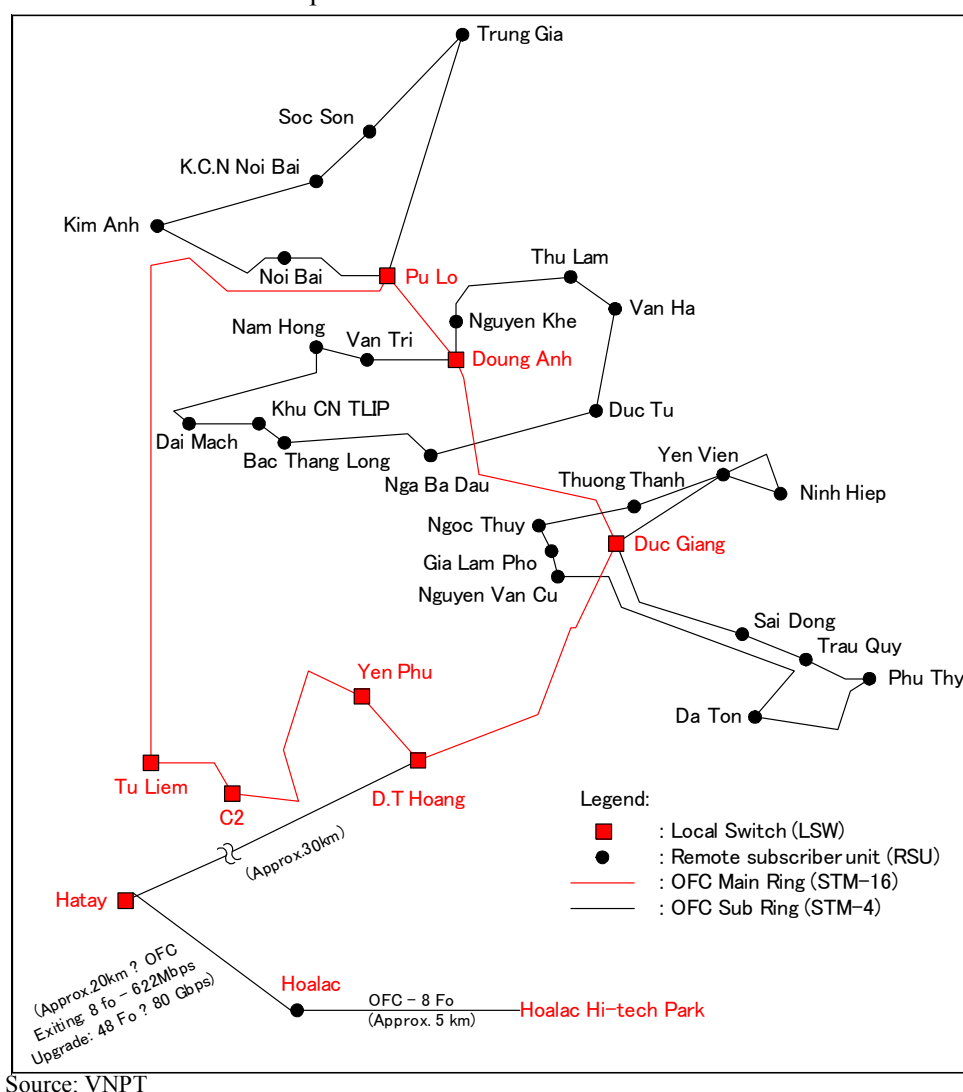 Trung Gia
Soc Son
K.C.N Noi Bai
Kim Anh
Noi Bai
Pu Lo
Thu Lam
Van Ha
Nguyen Khe
Nam Hong
Van Tri
Doung Anh
Duc Tu
Khu CN TLIP
Dai Mach
Bac Thang Long
Nga Ba Dau
Yen Vien
Thuong Thanh
Ninh Hiep
Ngoc Thuy
Duc Giang
Gia Lam Pho
Nguyen Van Cu
Sai Dong
Trau Quy
Phu Thy
Da Ton
Yen Phu
Tu Liem
C2
D.T Hoang
(Approx.30km)
Hatay
(Approx.20km ? OFC
Exiting: 8 fo - 622Mbps
Upgrade: 48 Fo ? 80 Gbps)
Hoalac
OFC - 8 Fo
(Approx. 5 km)
Hoalac Hi-tech Park
Legend:
: Local Switch (LSW)
: Remote subscriber unit (RSU)
: OFC Main Ring (STM-16)
: OFC Sub Ring (STM-4)
Source: VNPT